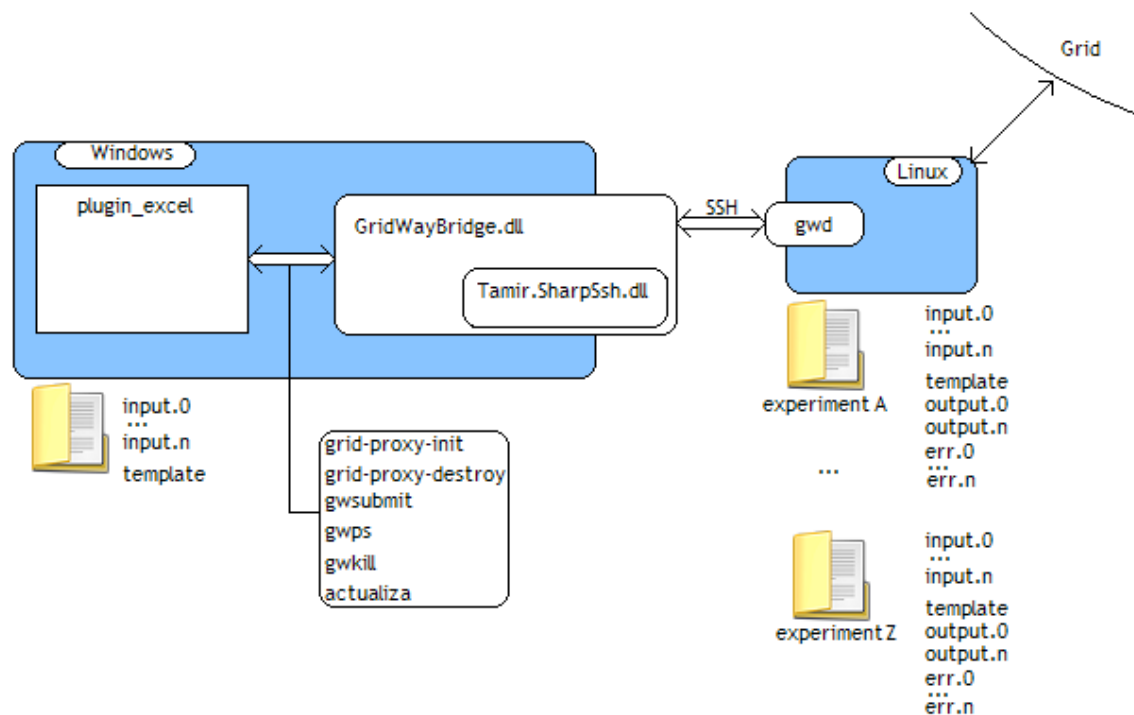 Grid
Windows
plugin_excel
GridWayBridge.dll
Tamir.SharpSsh.dll
SSH
Linux
gwd
input.0
...
input.n
template
grid-proxy-init
grid-proxy-destroy
gwsubmit
gwps
gwkill
actualiza
experiment A
input.0
...
input.n
template
output.0
output.n
err.0
...
err.n
...
experiment Z
input.0
...
input.n
template
output.0
output.n
err.0
...
err.n